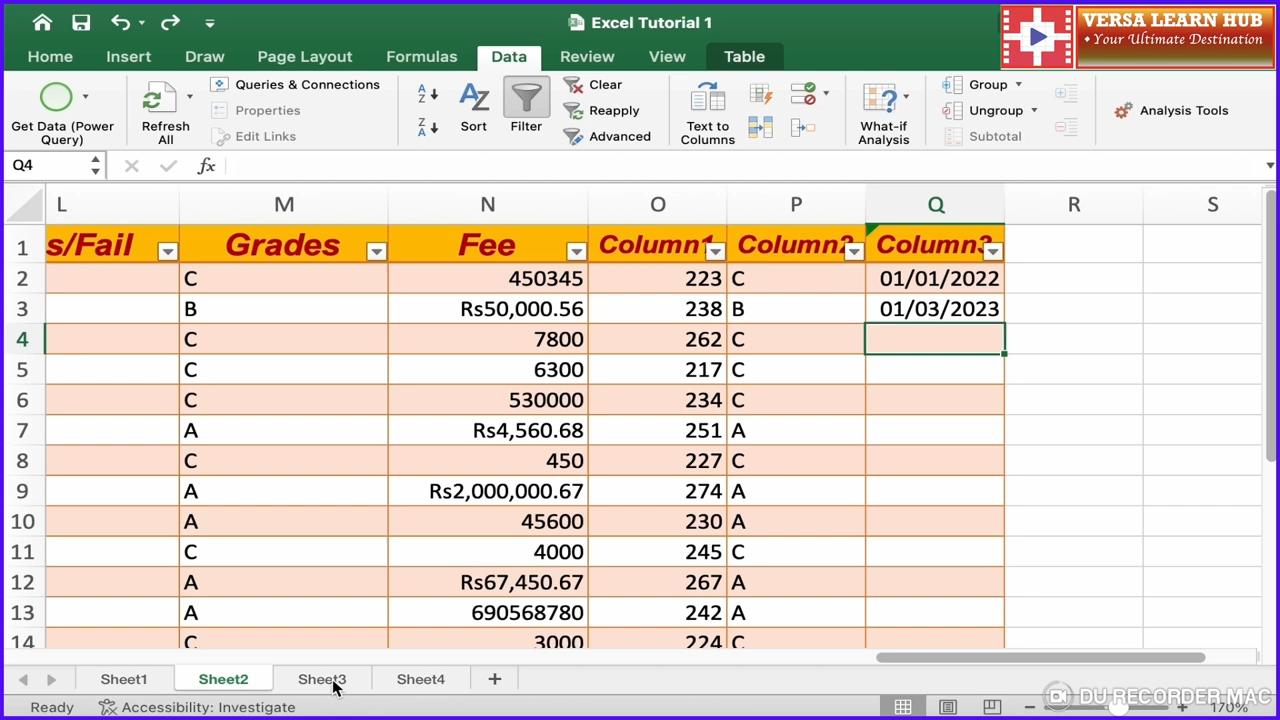 Excel Tutorial 1
VERSA LEARN HUB
• Your Ultimate Destination
Home Insert Draw Page Layout Formulas Data Review View Table
Get Data (Power Query)
Refresh All
Queries & Connections
Properties
Edit Links
Sort
Filter
Clear
Reapply
Advanced
Text to Columns
What-if Analysis
Group
Ungroup
Subtotal
Analysis Tools
Q4 fx
L M N O P Q R S
1 s/Fail Grades Fee Column1 Column2 Column3
2 C 450345 223 C 01/01/2022
3 B Rs50,000.56 238 B 01/03/2023
4 C 7800 262 C
5 C 6300 217 C
6 C 530000 234 C
7 A Rs4,560.68 251 A
8 C 450 227 C
9 A Rs2,000,000.67 274 A
10 A 45600 230 A
11 C 4000 245 C
12 A Rs67,450.67 267 A
13 A 690568780 242 A
14 C 3000 224 C
Sheet1 Sheet2 Sheet3 Sheet4 +
Ready Accessibility: Investigate 170%
DU RECORDER MAC